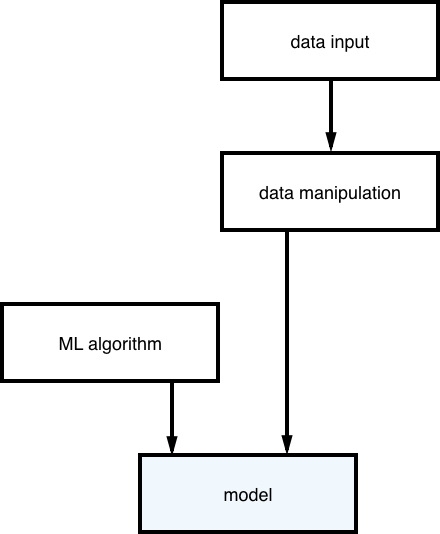 data input
data manipulation
ML algorithm
model